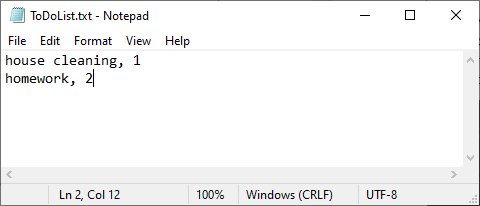 ToDoList.txt - Notepad
File Edit Format View Help
house cleaning, 1
homework, 2
Ln 2, Col 12 100% Windows (CRLF) UTF-8